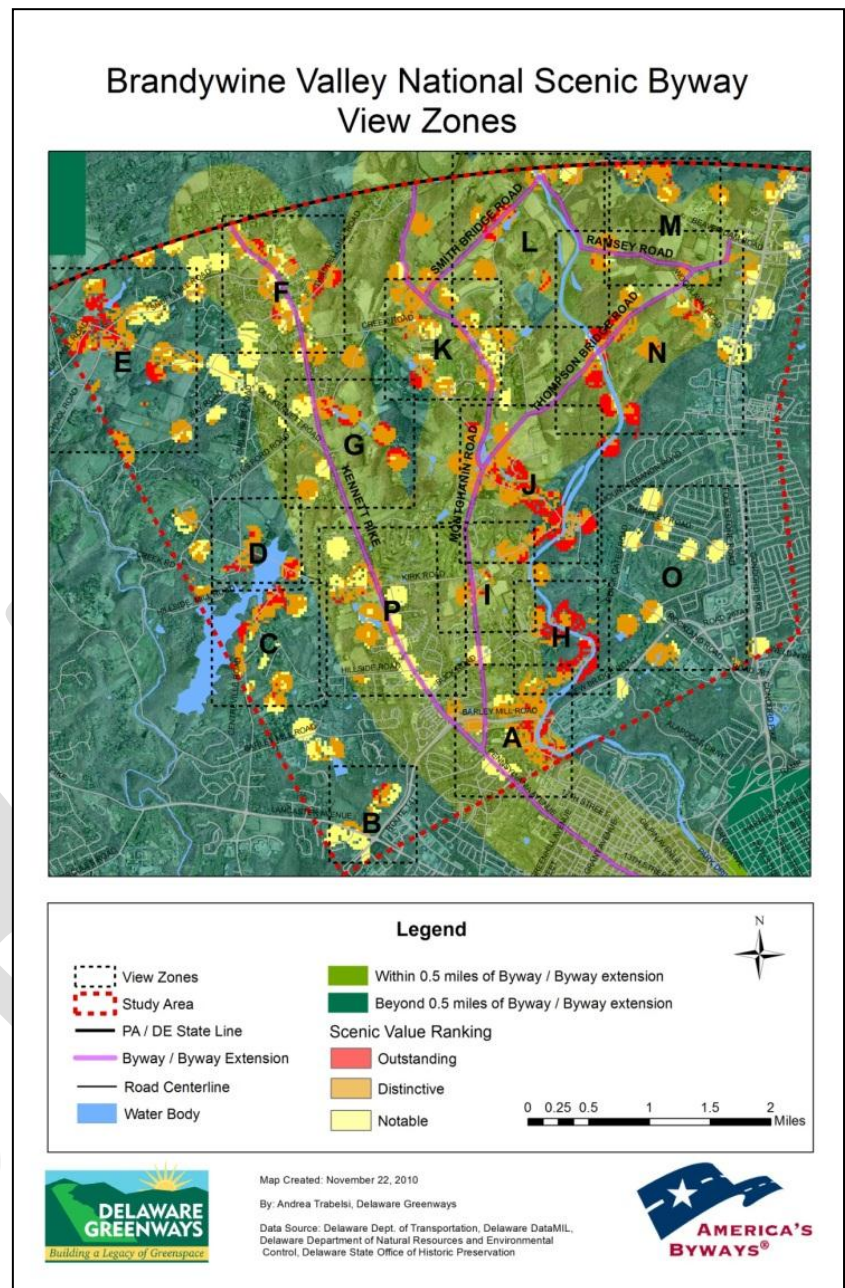 Brandywine Valley National Scenic Byway
View Zones
M
L
SMITH BRIDGE ROAD
RAMSEY ROAD
F
THOMPSON BRIDGE ROAD
CREEK ROAD
K
N
E
G
KENNETT PIKE
MONTCHANIN ROAD
J
D
O
KIRK ROAD
I
P
C
H
HILLSIDE ROAD
BARLEY MILL ROAD
A
ROAD
B
LANCASTER AVENUE
Legend
N
View Zones
Study Area
PA / DE State Line
Byway / Byway Extension
Road Centerline
Water Body
Within 0.5 miles of Byway / Byway extension
Beyond 0.5 miles of Byway / Byway extension
Scenic Value Ranking
Outstanding
Distinctive
Notable
0 0.25 0.5 1 1.5 2
Miles
DELAWARE
GREENWAYS
Building a Legacy of Greenspace
Map Created: November 22, 2010
By: Andrea Trabelsi, Delaware Greenways
Data Source: Delaware Dept. of Transportation, Delaware DataMIL,
Delaware Department of Natural Resources and Environmental
Control, Delaware State Office of Historic Preservation
AMERICA'S
BYWAYS®